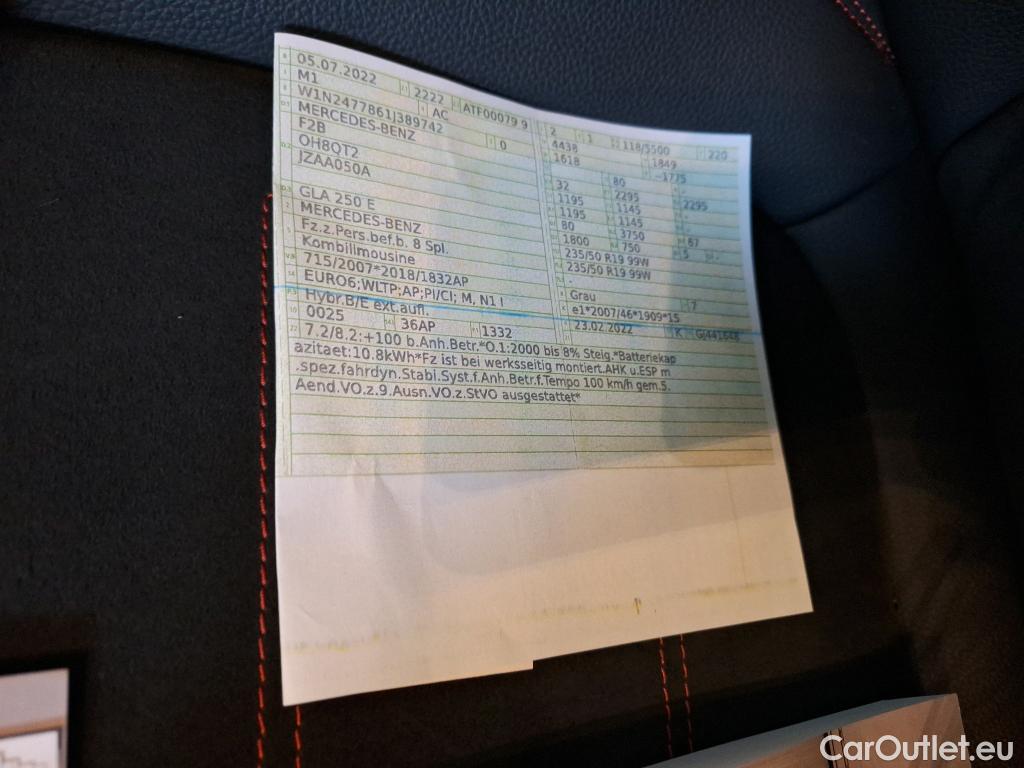 05.07.2022 2222 ATF00079 9
M1 AC
W1N2477861J389742
MERCEDES-BENZ 0
F2B
OH8QT2
JZAA050A
GLA 250 E
MERCEDES-BENZ
Fz.z.Pers.bef.b. 8 Spl.
Kombilimousine
715/2007*2018/1832AP
EURO6;WLTP;AP;PI/CI; M, N1 I
Hybr.B/E ext.aufl.
0025 36AP 1332
2 1 118/5500 220
4438 1849
1618 −1775
80 -
32 2295 2295
1195 1145 -
1195 1145 -
80 3750 67
1800 750 5 -
235/50 R19 99W
235/50 R19 99W
-
Grau 7
e1*2007/46*1909*15
23.02.2022 K GJ441648
7.2/8.2:+100 b.Anh.Betr.*O.1:2000 bis 8% Steig.*Batteriekap
azitaet:10.8kWh*Fz ist bei werksseitig montiert.AHK u.ESP m
.spez.fahrdyn.Stabi.Syst.f.Anh.Betr.f.Tempo 100 km/h gem.5.
Aend.VO.z.9.Ausn.VO.z.StVO ausgestattet*
CarOutlet.eu